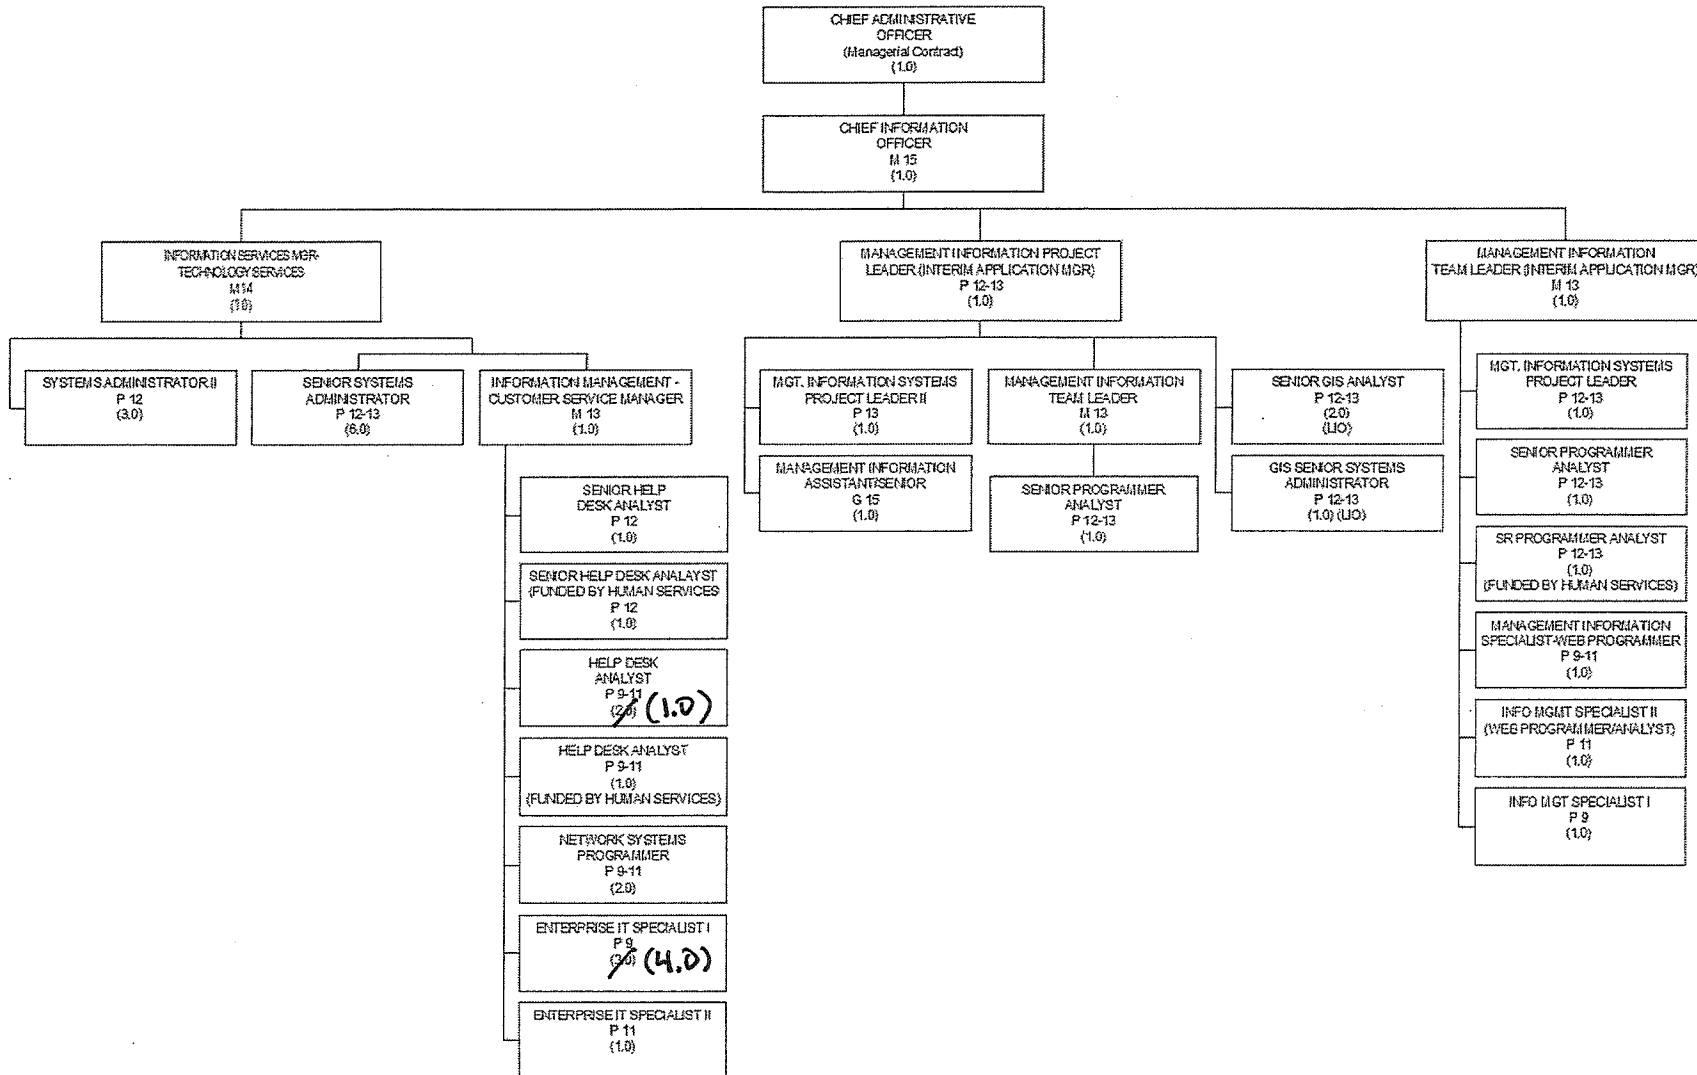 CHIEF ADMINISTRATIVE
OFFICER
(Managerial Contract)
(1.0)
CHIEF INFORMATION
OFFICER
M 15
(1.0)
INFORMATION SERVICES MGR-
TECHNOLOGY SERVICES
M14
(1.0)
SYSTEMS ADMINISTRATOR II
P 12
(3.0)
SENIOR SYSTEMS
ADMINISTRATOR
P 12-13
(6.0)
INFORMATION MANAGEMENT -
CUSTOMER SERVICE MANAGER
M 13
(1.0)
SENIOR HELP
DESK ANALYST
P 12
(1.0)
SENIOR HELP DESK ANALAYST
(FUNDED BY HUMAN SERVICES
P 12
(1.0)
HELP DESK
ANALYST
P 9-11
(2.0) (1.0)
HELP DESK ANALYST
P 9-11
(1.0)
(FUNDED BY HUMAN SERVICES)
NETWORK SYSTEMS
PROGRAMMER
P 9-11
(2.0)
ENTERPRISE IT SPECIALIST I
P 9
(3.0) (4.0)
ENTERPRISE IT SPECIALIST II
P 11
(1.0)
MANAGEMENT INFORMATION PROJECT
LEADER (INTERIM APPLICATION MGR)
P 12-13
(1.0)
MGT. INFORMATION SYSTEMS
PROJECT LEADER II
P 13
(1.0)
MANAGEMENT INFORMATION
ASSISTANT/SENIOR
G 15
(1.0)
MANAGEMENT INFORMATION
TEAM LEADER
M 13
(1.0)
SENIOR PROGRAMMER
ANALYST
P 12-13
(1.0)
SENIOR GIS ANALYST
P 12-13
(2.0)
(LIO)
GIS SENIOR SYSTEMS
ADMINISTRATOR
P 12-13
(1.0) (LIO)
MANAGEMENT INFORMATION
TEAM LEADER (INTERIM APPLICATION MGR)
M 13
(1.0)
MGT. INFORMATION SYSTEMS
PROJECT LEADER
P 12-13
(1.0)
SENIOR PROGRAMMER
ANALYST
P 12-13
(1.0)
SR PROGRAMMER ANALYST
P 12-13
(1.0)
(FUNDED BY HUMAN SERVICES)
MANAGEMENT INFORMATION
SPECIALIST-WEB PROGRAMMER
P 9-11
(1.0)
INFO MGMT SPECIALIST II
(WEB PROGRAMMER/ANALYST)
P 11
(1.0)
INFO MGT SPECIALIST I
P 9
(1.0)